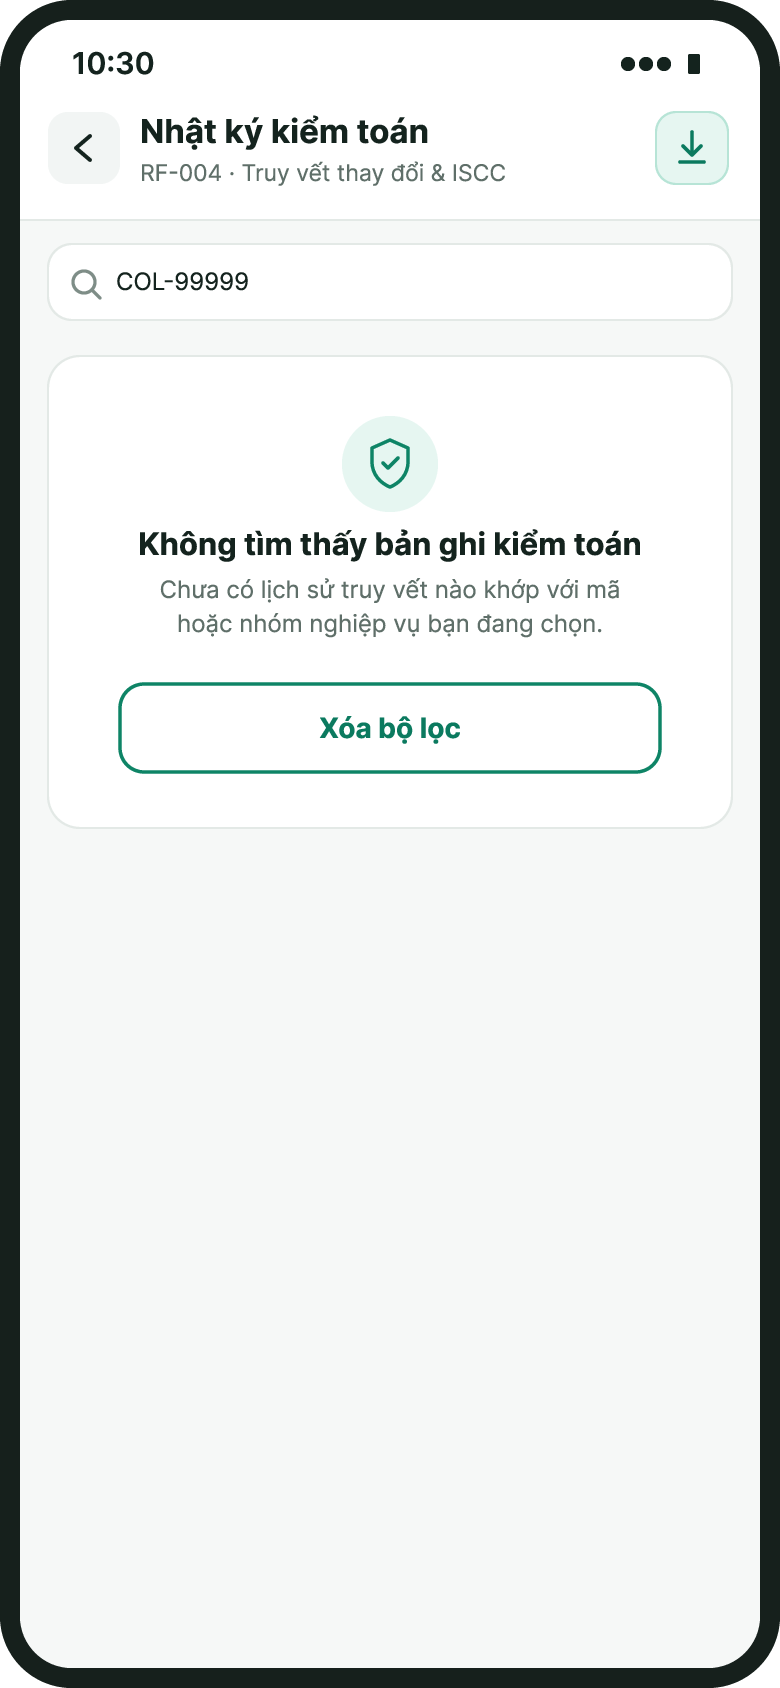 10:30
Nhật ký kiểm toán
RF-004 · Truy vết thay đổi & ISCC
COL-99999
Không tìm thấy bản ghi kiểm toán
Chưa có lịch sử truy vết nào khớp với mã
hoặc nhóm nghiệp vụ bạn đang chọn.
Xóa bộ lọc